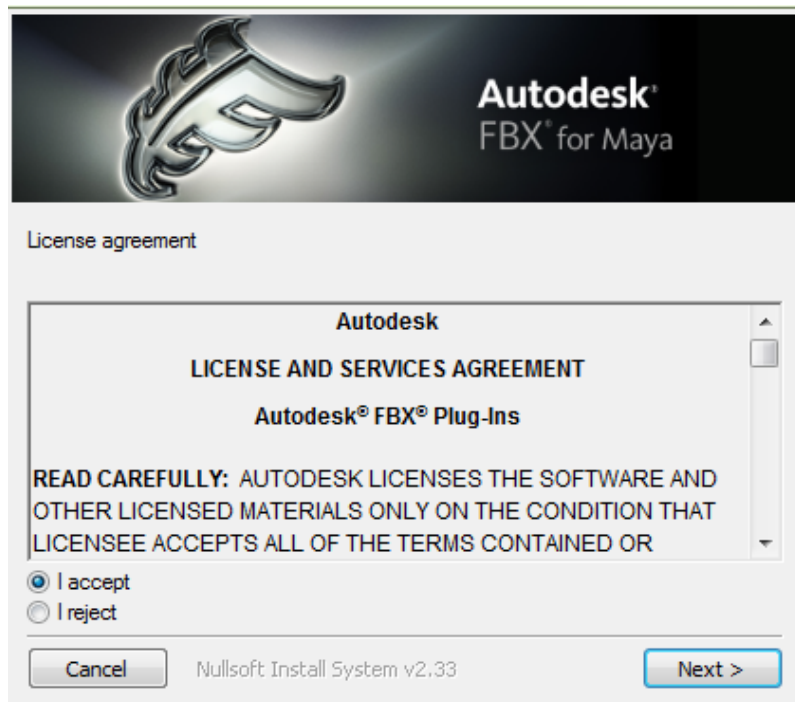 Autodesk®
FBX® for Maya
License agreement
Autodesk
LICENSE AND SERVICES AGREEMENT
Autodesk® FBX® Plug-Ins
READ CAREFULLY: AUTODESK LICENSES THE SOFTWARE AND
OTHER LICENSED MATERIALS ONLY ON THE CONDITION THAT
LICENSEE ACCEPTS ALL OF THE TERMS CONTAINED OR
I accept
I reject
Cancel Nullsoft Install System v2.33 Next >